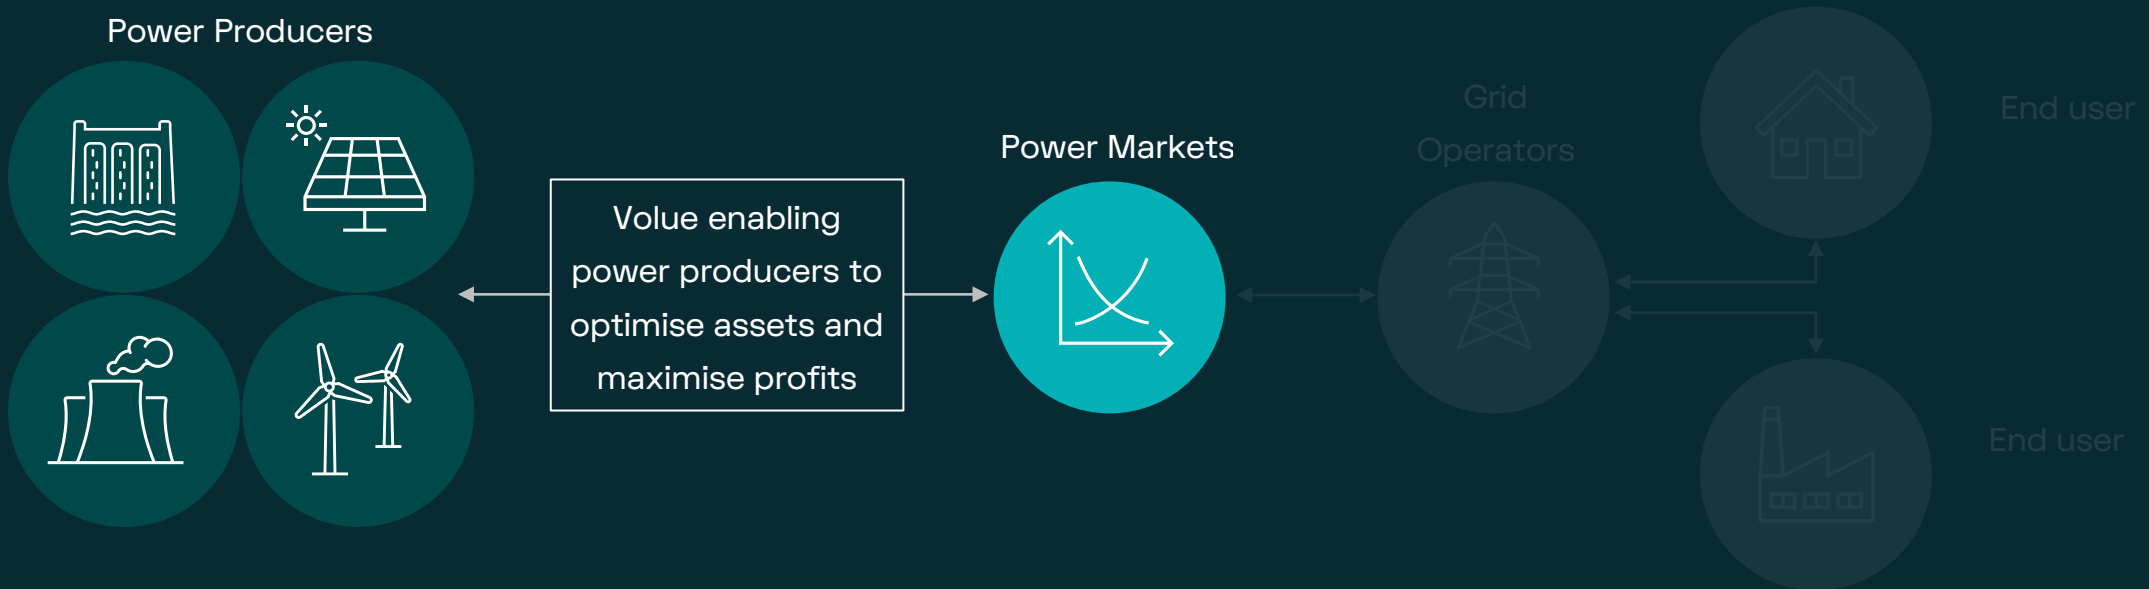 Power Producers
Volue enabling
power producers to
optimise assets and
maximise profits
Power Markets
Grid
Operators
End user
End user